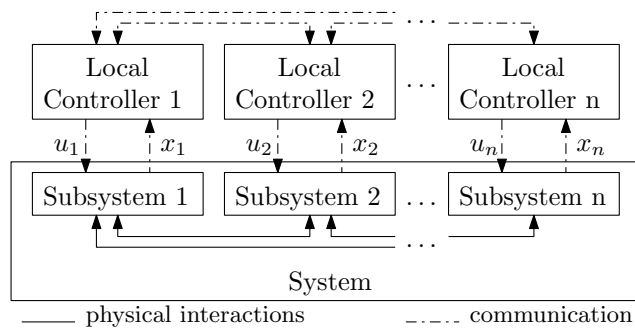 ...
Local Controller 1
Local Controller 2
...
Local Controller n
u1
x1
u2
x2
un
xn
Subsystem 1
Subsystem 2
...
Subsystem n
...
System
physical interactions
communication